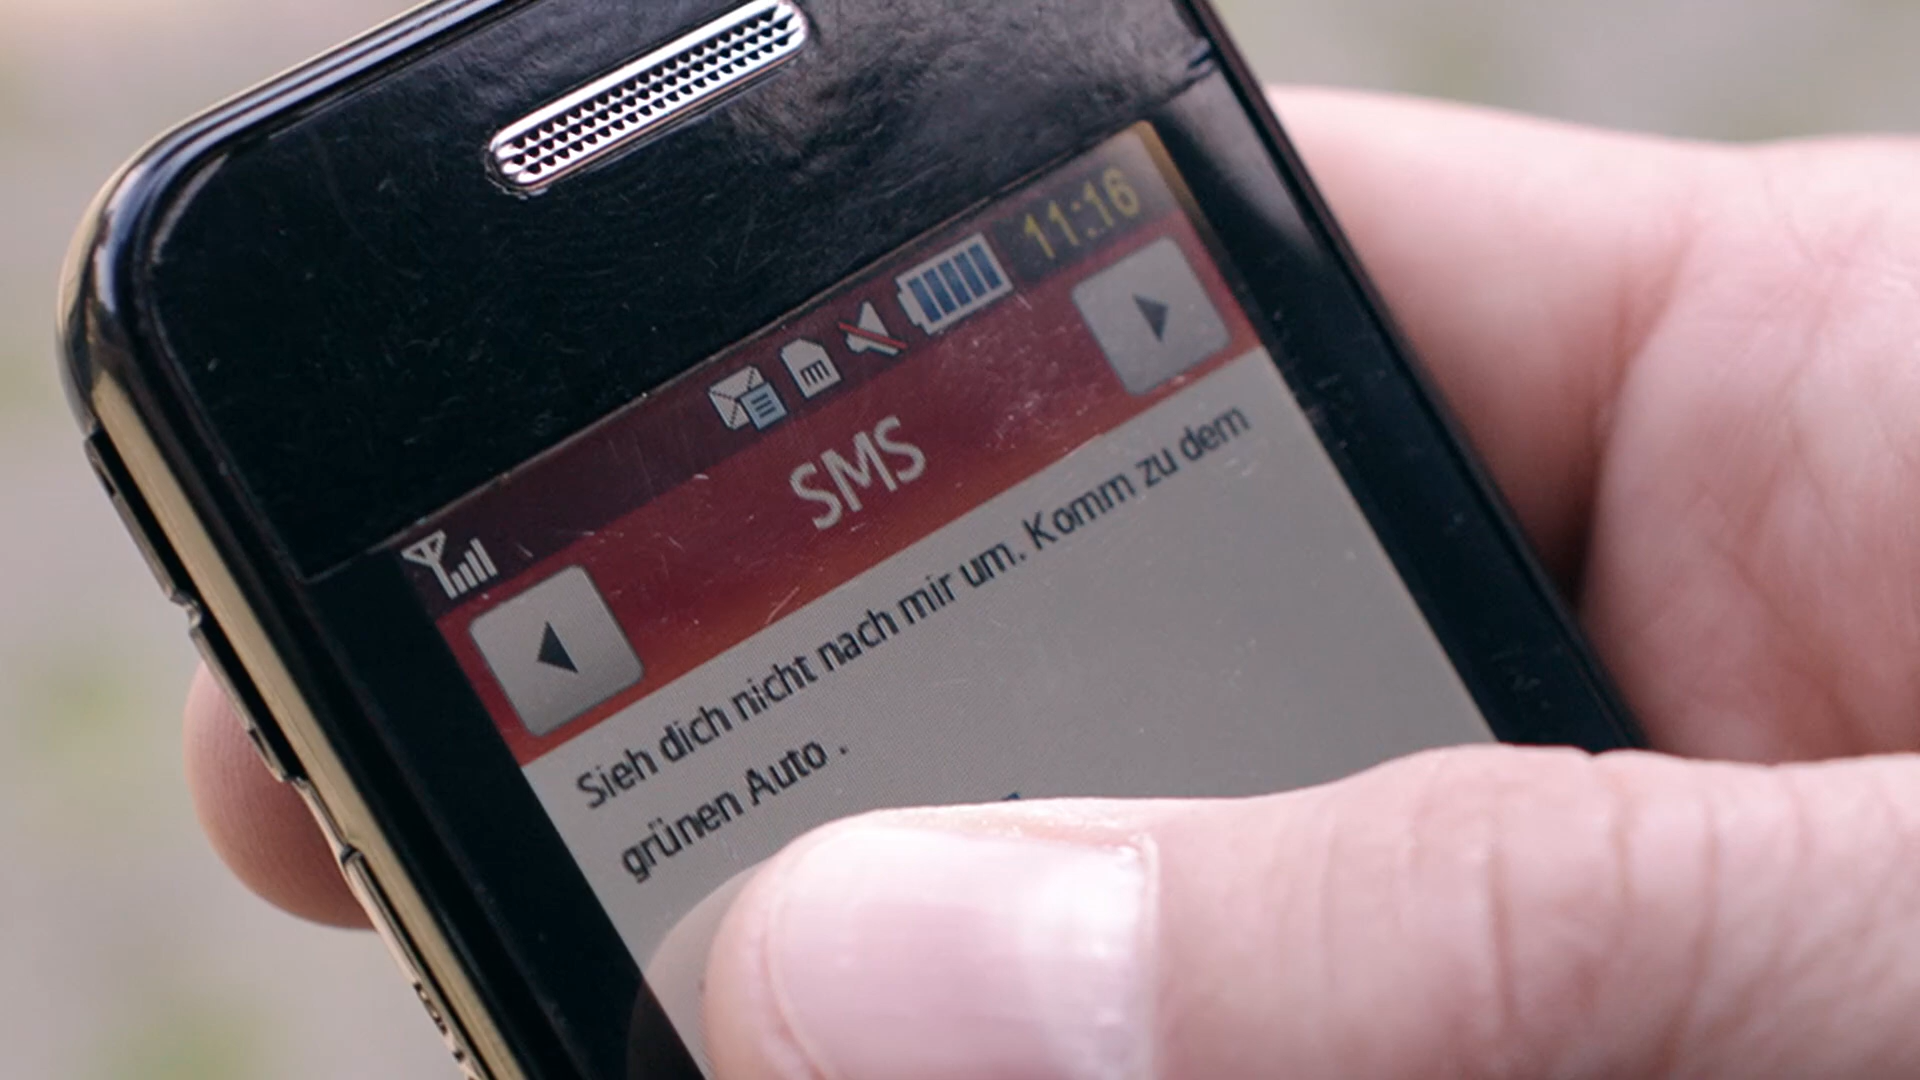 11:16
SMS
Sieh dich nicht nach mir um. Komm zu dem
grünen Auto .